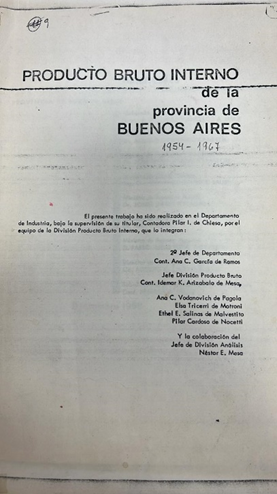 9
PRODUCTO BRUTO INTERNO
de la
provincia de
BUENOS AIRES
1954-1967
El presente trabajo ha sido realizado en el Departamento
de Industria, bajo la supervisión de su titular, Contadora Pilar I. de Chiesa, por el
equipo de la División Producto Bruto Interno, que lo integran:
2º Jefe de Departamento
Cont. Ana C. García de Ramos
Jefe División Producto Bruto
Cont. Idemar K. Arizabalo de Mesa,
Ana C. Vodanovich de Pagola
Elsa Tricerri de Matroni
Ethel E. Salinas de Malvestito
Pilar Cardoso de Nocetti
Y la colaboración del
Jefe de División Análisis
Néstor E. Mesa